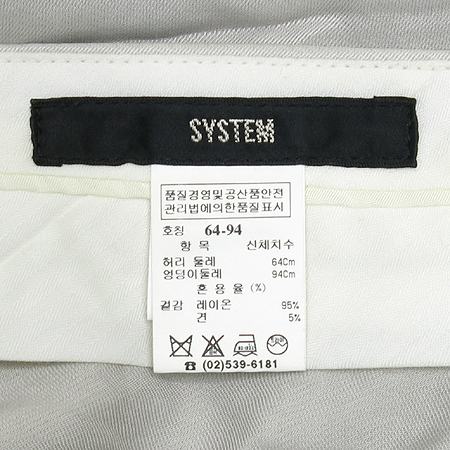 SYSTEM
품질경영및공산품안전
관리법에의한품질표시
호칭 64-94
항 목 신체치수
허리 둘레 64Cm
엉덩이둘레 94Cm
혼 용 율 (%)
겉감 레이온 95%
견 5%
☎ (02)539-6181